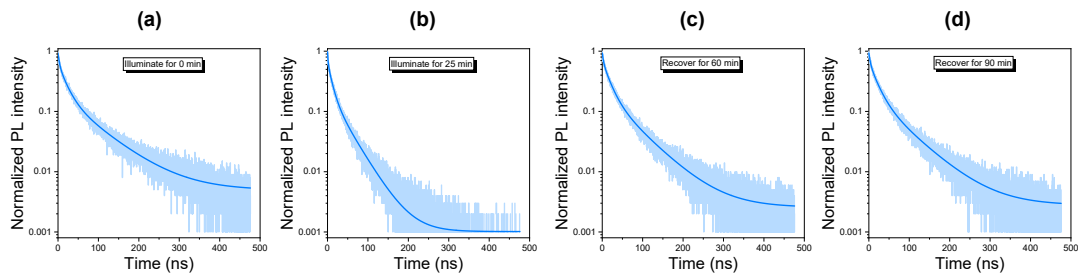 (a)
Normalized PL intensity
1
0.1
0.01
0.001
Illuminate for 0 min
0 100 200 300 400 500
Time (ns)
(b)
Normalized PL intensity
1
0.1
0.01
0.001
Illuminate for 25 min
0 100 200 300 400 500
Time (ns)
(c)
Normalized PL intensity
1
0.1
0.01
0.001
Recover for 60 min
0 100 200 300 400 500
Time (ns)
(d)
Normalized PL intensity
1
0.1
0.01
0.001
Recover for 90 min
0 100 200 300 400 500
Time (ns)